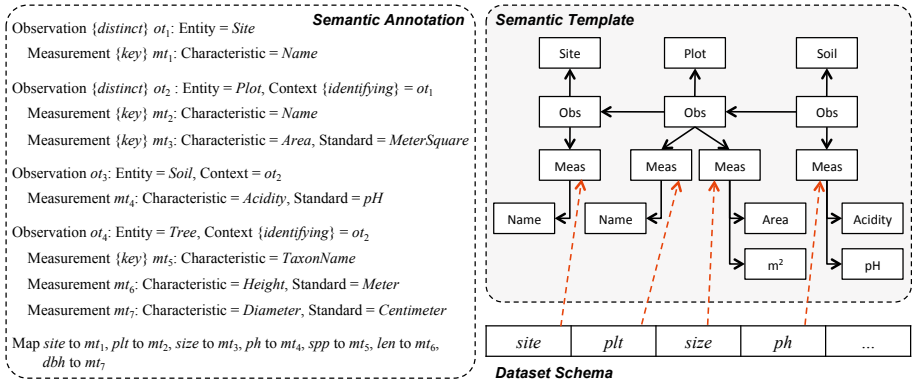 Semantic Annotation
Observation {distinct} ot1: Entity = Site
Measurement {key} mt1: Characteristic = Name
Observation {distinct} ot2 : Entity = Plot, Context {identifying} = ot1
Measurement {key} mt2: Characteristic = Name
Measurement {key} mt3: Characteristic = Area, Standard = MeterSquare
Observation ot3: Entity = Soil, Context = ot2
Measurement mt4: Characteristic = Acidity, Standard = pH
Observation ot4: Entity = Tree, Context {identifying} = ot2
Measurement {key} mt5: Characteristic = TaxonName
Measurement mt6: Characteristic = Height, Standard = Meter
Measurement mt7: Characteristic = Diameter, Standard = Centimeter
Map site to mt1, plt to mt2, size to mt3, ph to mt4, spp to mt5, len to mt6,
dbh to mt7
Semantic Template
Site Plot Soil
Obs Obs Obs
Meas Meas Meas Meas
Name Name Area Acidity
m² pH
site plt size ph ...
Dataset Schema